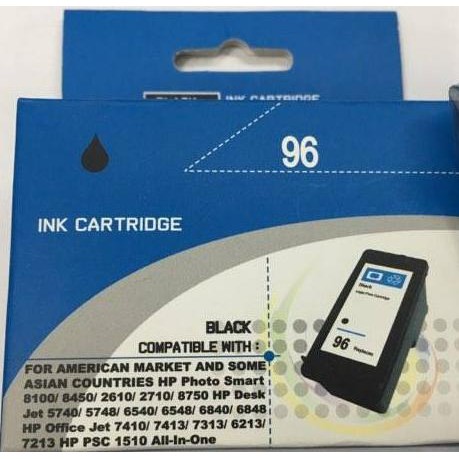 INK CARTRIDGE
96
INK CARTRIDGE
Black
96 Replaces
BLACK
COMPATIBLE WITH :
FOR AMERICAN MARKET AND SOME
ASIAN COUNTRIES HP Photo Smart
8100/ 8450/ 2610/ 2710/ 8750 HP Desk
Jet 5740/ 5748/ 6540/ 6548/ 6840/ 6848
HP Office Jet 7410/ 7413/ 7313/ 6213/
7213 HP PSC 1510 All-In-One